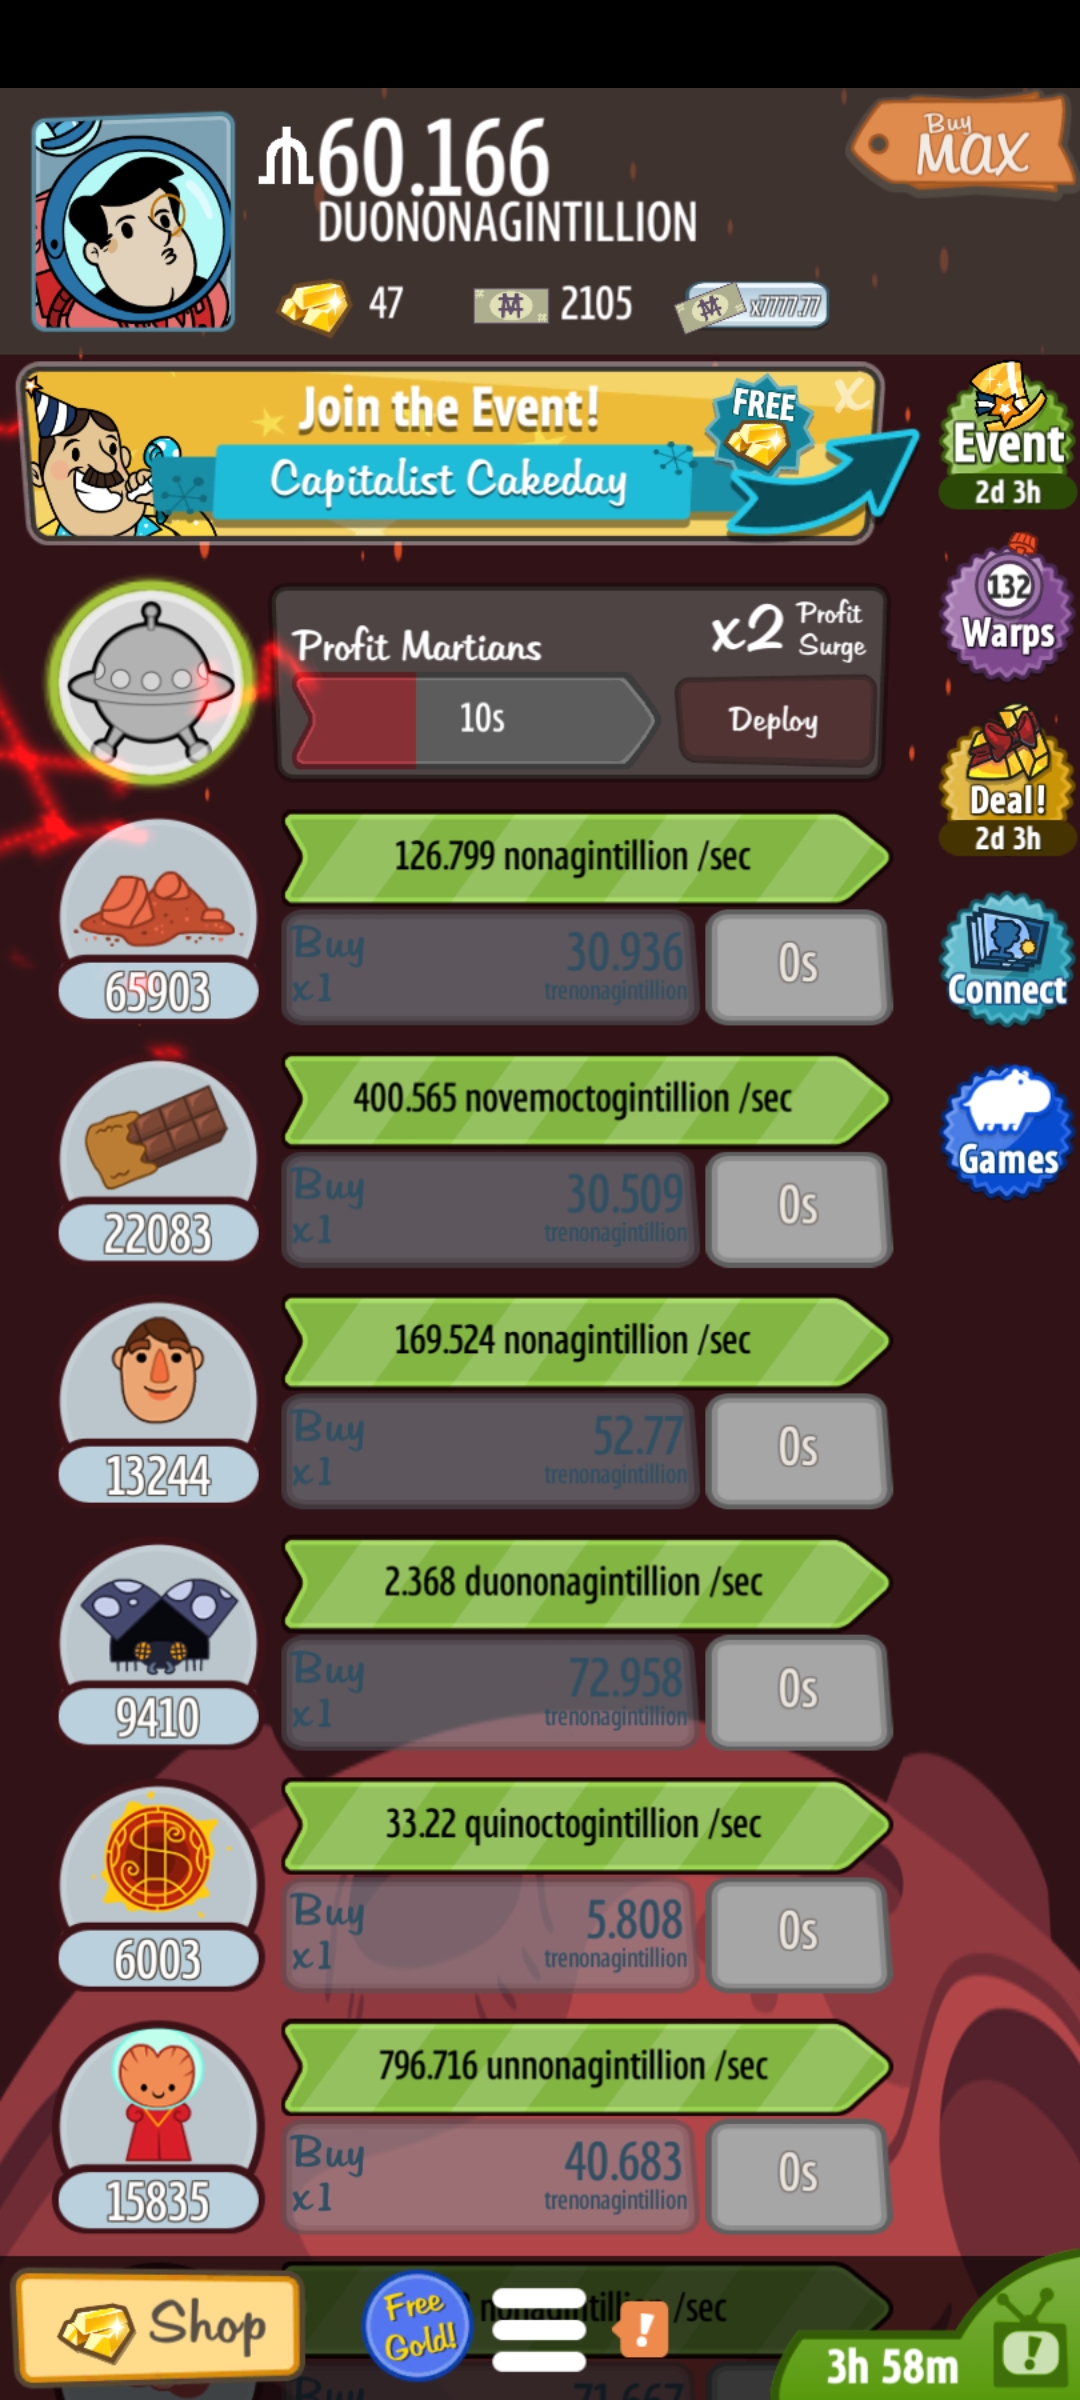 60.166
Buy
MAX
DUONONAGINTILLION
47
2105
x7777.77
Join the Event!
FREE
x
Capitalist Cakeday
Event
2d 3h
132
Warps
Profit Martians
x2 Profit Surge
10s
Deploy
Deal!
2d 3h
126.799 nonagintillion /sec
Buy x1
30.936
trenonagintillion
0s
65903
Connect
400.565 novemoctogintillion /sec
Buy x1
30.509
trenonagintillion
0s
22083
Games
169.524 nonagintillion /sec
Buy x1
52.77
trenonagintillion
0s
13244
2.368 duononagintillion /sec
Buy x1
72.958
trenonagintillion
0s
9410
33.22 quinoctogintillion /sec
Buy x1
5.808
trenonagintillion
0s
6003
796.716 unnonagintillion /sec
Buy x1
40.683
trenonagintillion
0s
15835
Shop
Free Gold!
/sec
!
3h 58m
!
Buy